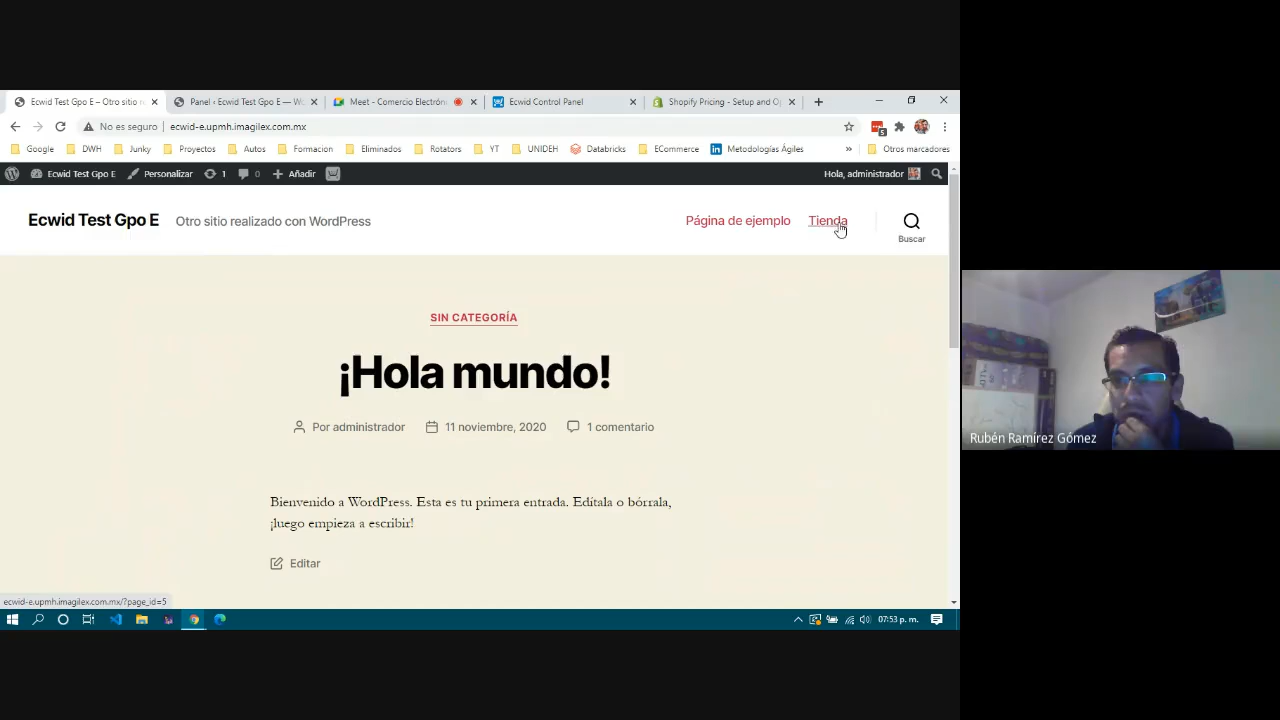 Ecwid Test Gpo E – Otro sitio re
Panel ‹ Ecwid Test Gpo E — Wo
Meet - Comercio Electróni
Ecwid Control Panel
Shopify Pricing - Setup and Op
No es seguro | ecwid-e.upmh.imagilex.com.mx
Google DWH Junky Proyectos Autos Formacion Eliminados Rotators YT UNIDEH Databricks ECommerce Metodologías Ágiles » Otros marcadores
Ecwid Test Gpo E Personalizar 1 0 Añadir Hola, administrador
Ecwid Test Gpo E Otro sitio realizado con WordPress Página de ejemplo Tienda
Buscar
SIN CATEGORÍA
¡Hola mundo!
Por administrador 11 noviembre, 2020 1 comentario
Bienvenido a WordPress. Esta es tu primera entrada. Edítala o bórrala,
¡luego empieza a escribir!
Editar
ecwid-e.upmh.imagilex.com.mx/?page_id=5
07:53 p. m.
Rubén Ramírez Gómez